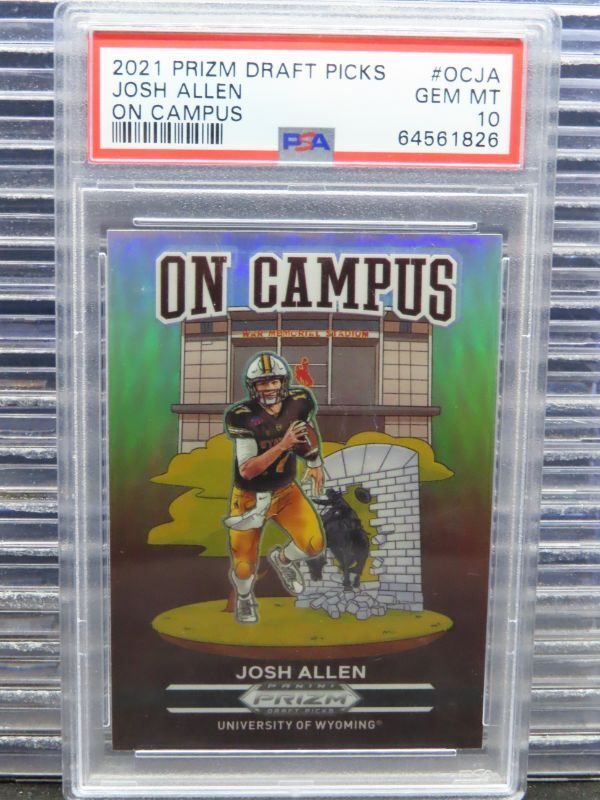 2021 PRIZM DRAFT PICKS #OCJA
JOSH ALLEN GEM MT
ON CAMPUS 10
PSA 64561826
ON CAMPUS
WAR MEMORIAL STADIUM
17
JOSH ALLEN
PANINI
PRIZM
DRAFT PICKS
UNIVERSITY OF WYOMING®